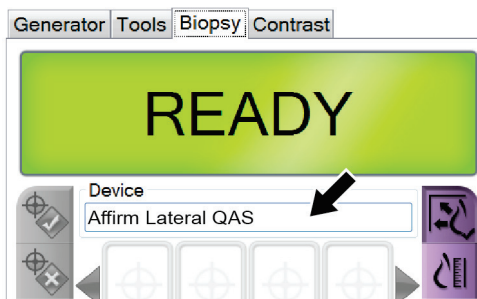 Generator Tools Biopsy Contrast
READY
Device
Affirm Lateral QAS